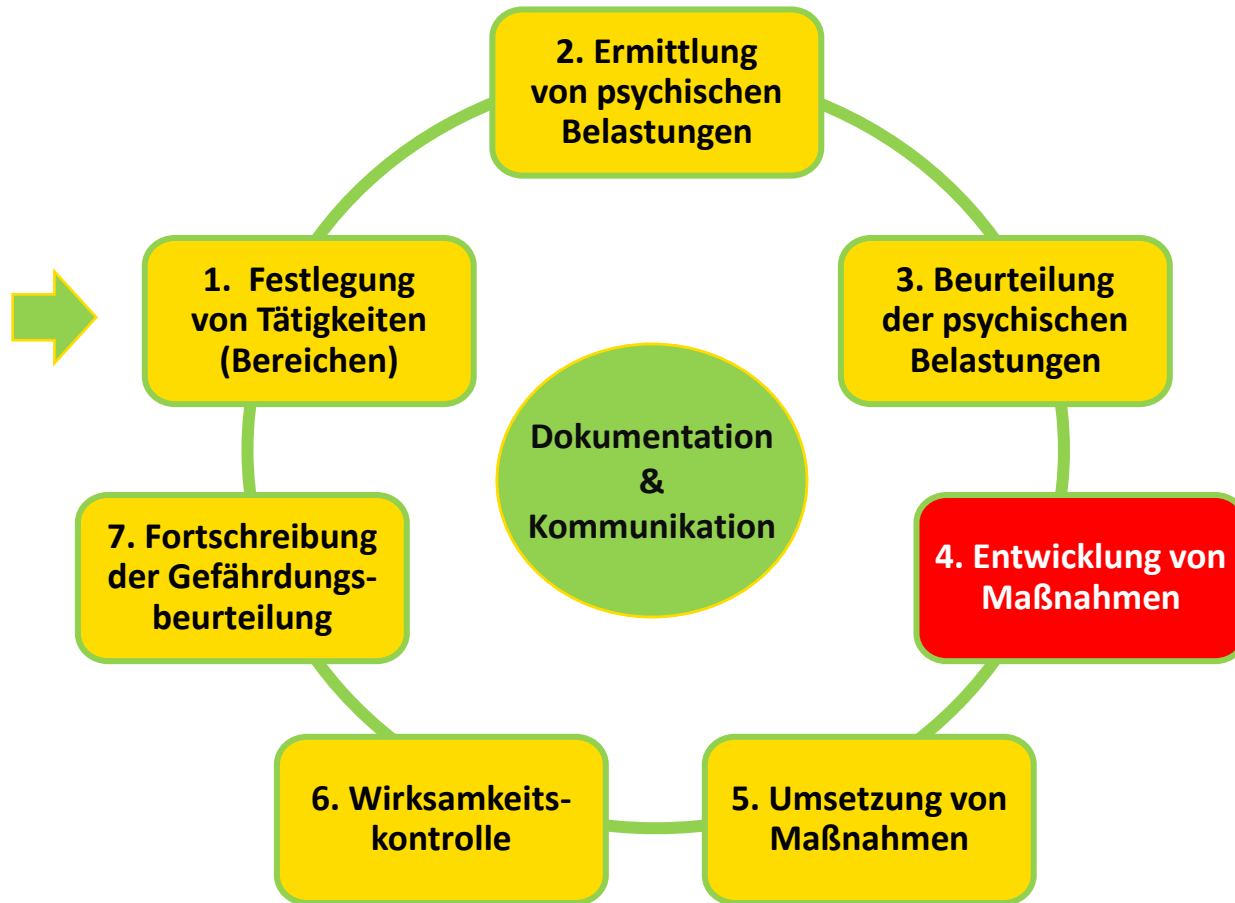 2. Ermittlung
von psychischen
Belastungen
1. Festlegung
von Tätigkeiten
(Bereichen)
3. Beurteilung
der psychischen
Belastungen
Dokumentation
&
Kommunikation
7. Fortschreibung
der Gefährdungs-
beurteilung
4. Entwicklung von
Maßnahmen
6. Wirksamkeits-
kontrolle
5. Umsetzung von
Maßnahmen